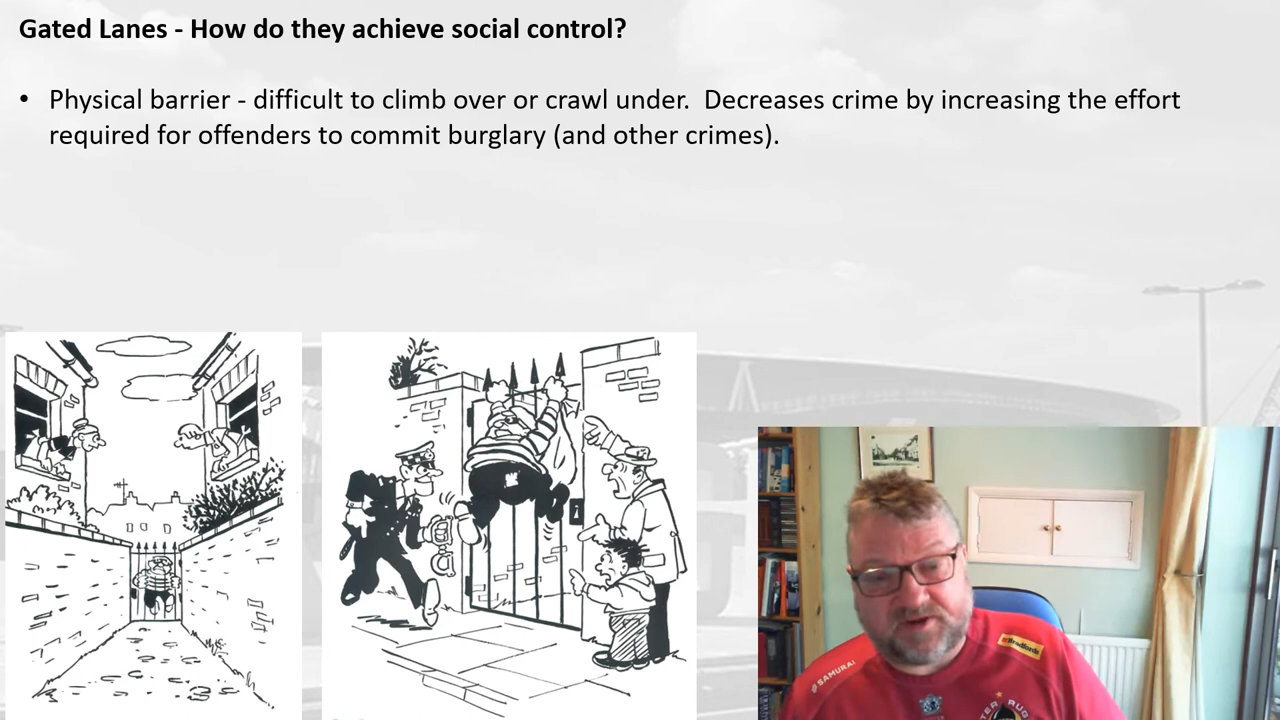 Gated Lanes - How do they achieve social control?
• Physical barrier - difficult to climb over or crawl under.  Decreases crime by increasing the effort
required for offenders to commit burglary (and other crimes).
SAMURAI
Bradfords